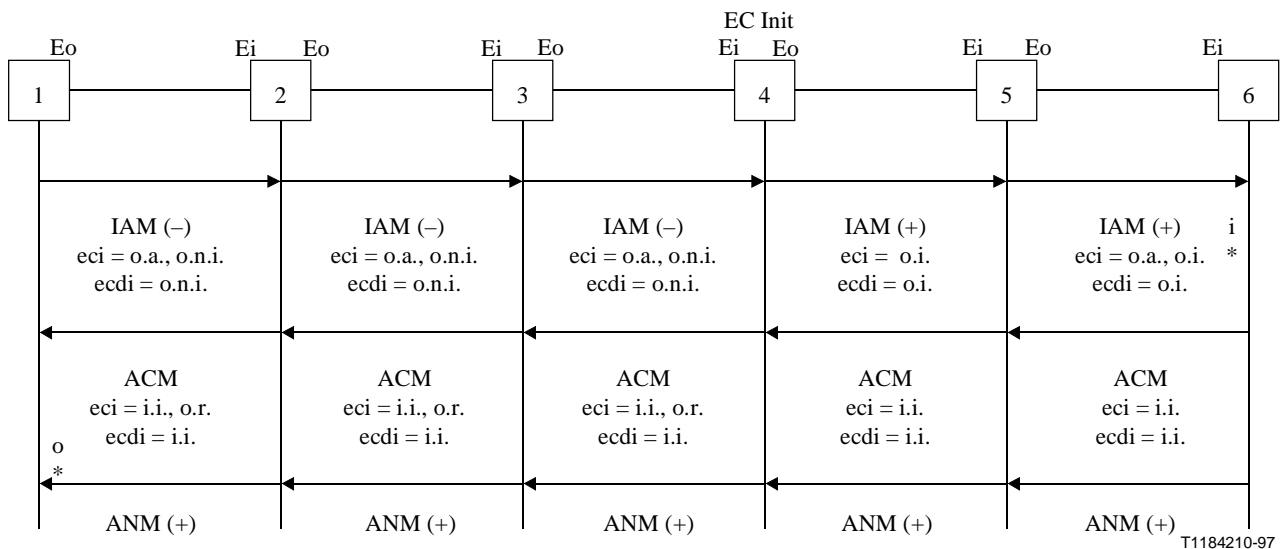 EC Init
Eo Ei Eo Ei Eo Ei Eo Ei Eo Ei
1 2 3 4 5 6
IAM (–) IAM (–) IAM (–) IAM (+) IAM (+) i
eci = o.a., o.n.i. eci = o.a., o.n.i. eci = o.a., o.n.i. eci = o.i. eci = o.a., o.i. *
ecdi = o.n.i. ecdi = o.n.i. ecdi = o.n.i. ecdi = o.i. ecdi = o.i.
ACM ACM ACM ACM ACM
eci = i.i., o.r. eci = i.i., o.r. eci = i.i., o.r. eci = i.i. eci = i.i.
ecdi = i.i. ecdi = i.i. ecdi = i.i. ecdi = i.i. ecdi = i.i.
o
*
ANM (+) ANM (+) ANM (+) ANM (+) ANM (+)
T1184210-97